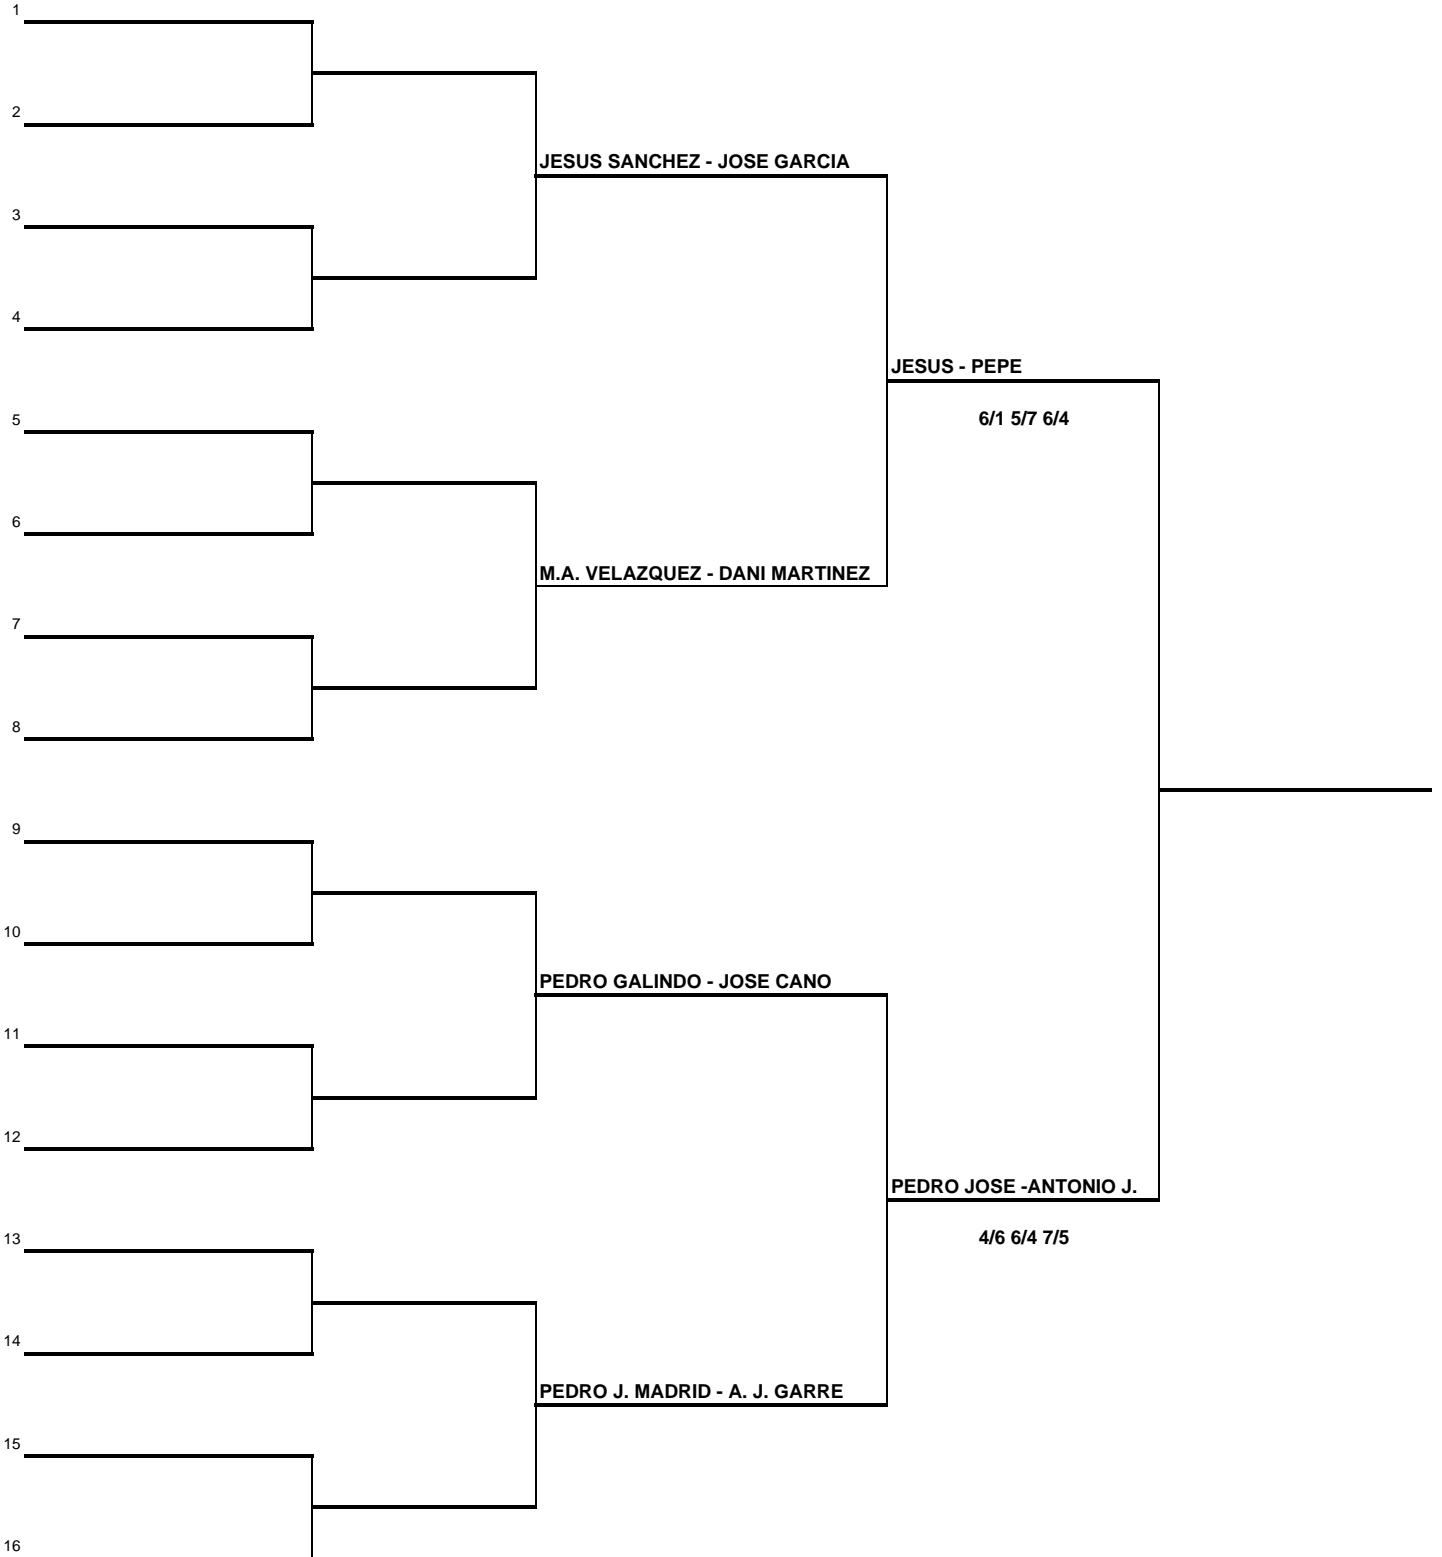 1
2
JESUS SANCHEZ - JOSE GARCIA
3
4
JESUS - PEPE
5
6/1 5/7 6/4
6
M.A. VELAZQUEZ - DANI MARTINEZ
7
8
9
10
PEDRO GALINDO - JOSE CANO
11
12
PEDRO JOSE -ANTONIO J.
13
4/6 6/4 7/5
14
PEDRO J. MADRID - A. J. GARRE
15
16